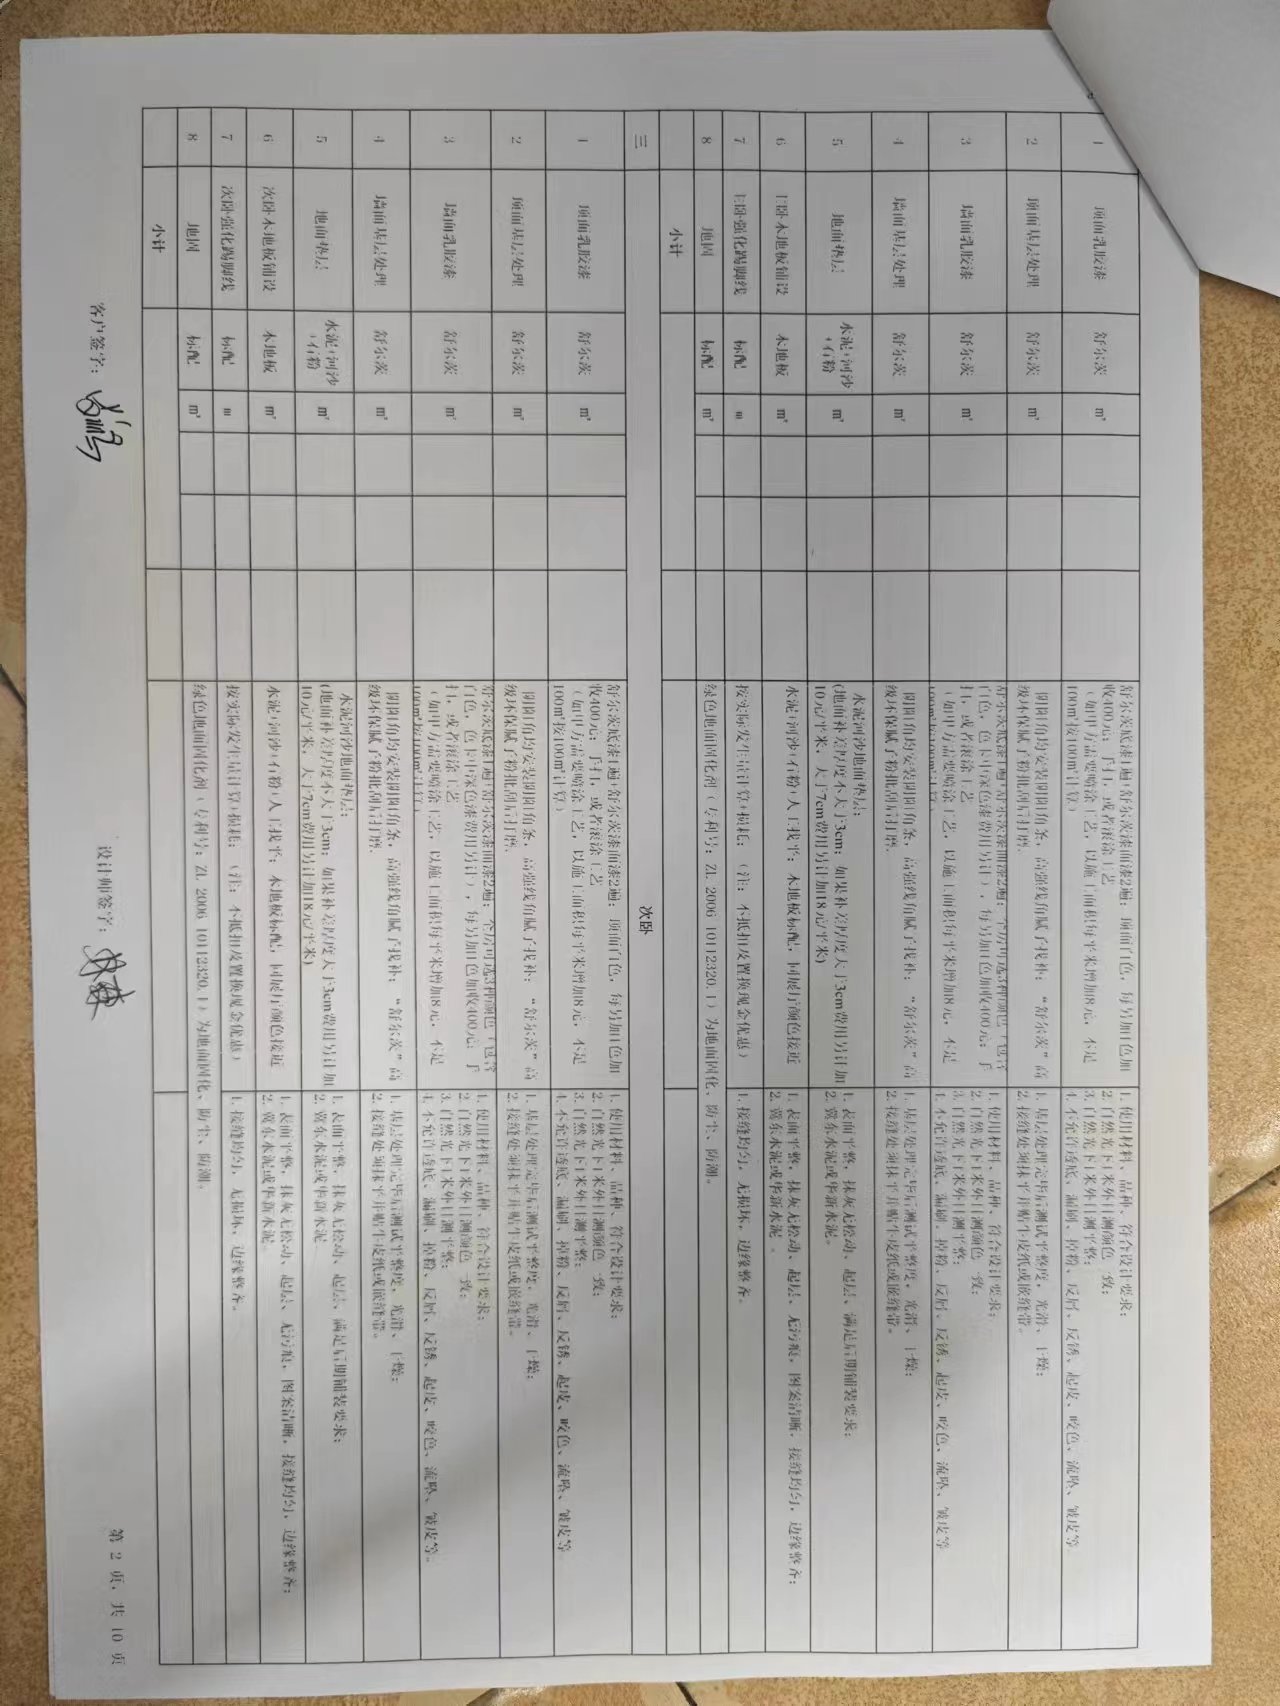 1 顶面乳胶漆 舒尔茨 m² 舒尔茨底漆1遍+舒尔茨漆面漆2遍；顶面白色，每另加1色加 1. 使用材料、品种、符合设计要求；
收400元；手扫，或者滚涂工艺 2. 自然光下1米外目测颜色一致；
（如甲方需要喷涂工艺，以施工面积每平米增加8元，不足 3. 自然光下1米外目测平整；
100m²按100m²计算） 4. 不允许透底、漏刷、掉粉、反屑、反锈、起皮、咬色、流坠、皱皮等
2 顶面基层处理 舒尔茨 m² 阴阳角均安装阴阳角条，高强线角腻子找补；“舒尔茨”高 1. 基层处理完毕后测试平整度，光滑、干燥；
级环保腻子粉批刮后打磨. 2. 接缝处须抹平并贴牛皮纸或嵌缝带。
3 墙面乳胶漆 舒尔茨 m² 舒尔茨底漆1遍+舒尔茨漆面漆2遍；全房可选3种颜色（包含 1. 使用材料、品种、符合设计要求；
白色，色卡中深色漆费用另计），每另加1色加收400元；手 2. 自然光下1米外目测颜色一致；
扫，或者滚涂工艺 3. 自然光下1米外目测平整；
（如甲方需要喷涂工艺，以施工面积每平米增加8元，不足 4. 不允许透底、漏刷、掉粉、反屑、反锈、起皮、咬色、流坠、皱皮等
100m²按100m²计算）
4 墙面基层处理 舒尔茨 m² 阴阳角均安装阴阳角条，高强线角腻子找补；“舒尔茨”高 1. 基层处理完毕后测试平整度，光滑、干燥；
级环保腻子粉批刮后打磨. 2. 接缝处须抹平并贴牛皮纸或嵌缝带。
5 地面垫层 水泥+河沙+石粉 m² 水泥河沙地面垫层；
(地面补差厚度不大于3cm；如果补差厚度大于3cm费用另计加 1. 表面平整，抹灰无松动、起层、满足后期铺装要求；
10元/平米，大于7cm费用另计加18元/平米) 2. 冀东水泥或华新水泥。
6 主卧木地板铺设 木地板 m² 水泥+河沙+石粉+人工找平；木地板标配，同展厅颜色接近 1. 表面平整，抹灰无松动、起层、无污痕，图案清晰，接缝均匀，边缘整齐；
2. 冀东水泥或华新水泥 。
7 主卧强化踢脚线 标配 m 按实际发生量计算+损耗；（注：不抵扣及置换现金优惠） 1. 接缝均匀，无损坏，边缘整齐。
8 地固 标配 m² 绿色地面固化剂（专利号：ZL 2006 10112320.1）为地面固化、防尘、防潮。
小计
三 次卧
1 顶面乳胶漆 舒尔茨 m² 舒尔茨底漆1遍+舒尔茨漆面漆2遍；顶面白色，每另加1色加 1. 使用材料、品种、符合设计要求；
收400元；手扫，或者滚涂工艺 2. 自然光下1米外目测颜色一致；
（如甲方需要喷涂工艺，以施工面积每平米增加8元，不足 3. 自然光下1米外目测平整；
100m²按100m²计算） 4. 不允许透底、漏刷、掉粉、反屑、反锈、起皮、咬色、流坠、皱皮等
2 顶面基层处理 舒尔茨 m² 阴阳角均安装阴阳角条，高强线角腻子找补；“舒尔茨”高 1. 基层处理完毕后测试平整度，光滑、干燥；
级环保腻子粉批刮后打磨. 2. 接缝处须抹平并贴牛皮纸或嵌缝带。
3 墙面乳胶漆 舒尔茨 m² 舒尔茨底漆1遍+舒尔茨漆面漆2遍；全房可选3种颜色（包含 1. 使用材料、品种、符合设计要求；
白色，色卡中深色漆费用另计），每另加1色加收400元；手 2. 自然光下1米外目测颜色一致；
扫，或者滚涂工艺 3. 自然光下1米外目测平整；
（如甲方需要喷涂工艺，以施工面积每平米增加8元，不足 4. 不允许透底、漏刷、掉粉、反屑、反锈、起皮、咬色、流坠、皱皮等。
100m²按100m²计算）
4 墙面基层处理 舒尔茨 m² 阴阳角均安装阴阳角条，高强线角腻子找补；“舒尔茨”高 1. 基层处理完毕后测试平整度，光滑、干燥；
级环保腻子粉批刮后打磨. 2. 接缝处须抹平并贴牛皮纸或嵌缝带。
5 地面垫层 水泥+河沙+石粉 m² 水泥河沙地面垫层；
(地面补差厚度不大于3cm；如果补差厚度大于3cm费用另计加 1. 表面平整，抹灰无松动、起层、满足后期铺装要求；
10元/平米，大于7cm费用另计加18元/平米) 2. 冀东水泥或华新水泥
6 次卧木地板铺设 木地板 m² 水泥+河沙+石粉+人工找平；木地板标配，同展厅颜色接近 1. 表面平整，抹灰无松动、起层、无污痕，图案清晰，接缝均匀，边缘整齐；
2. 冀东水泥或华新水泥。
7 次卧强化踢脚线 标配 m 按实际发生量计算+损耗；（注：不抵扣及置换现金优惠） 1. 接缝均匀，无损坏，边缘整齐。
8 地固 标配 m² 绿色地面固化剂（专利号：ZL 2006 10112320.1）为地面固化、防尘、防潮。
小计
客户签字： 设计师签字： 第 2 页，共 10 页